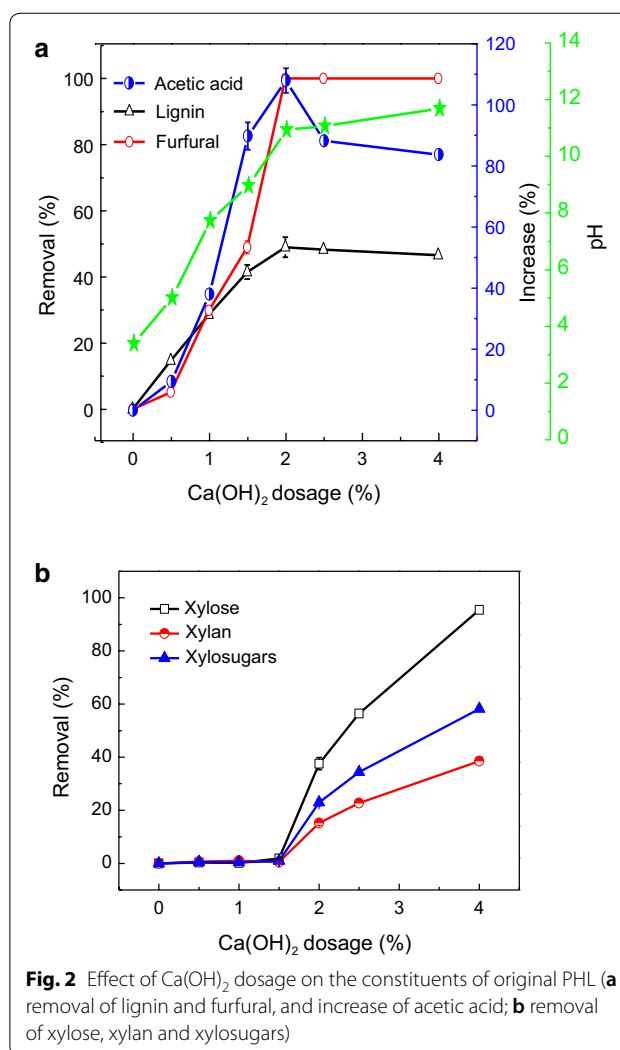 a
Acetic acid
Lignin
Furfural
100
80
60
40
20
0
Removal (%)
120
100
80
60
40
20
0
Increase (%)
14
12
10
8
6
4
2
0
pH
0 1 2 3 4
Ca(OH)2 dosage (%)
b
Xylose
Xylan
Xylosugars
100
80
60
40
20
0
Removal (%)
0 1 2 3 4
Ca(OH)2 dosage (%)
Fig. 2 Effect of Ca(OH)2 dosage on the constituents of original PHL (a
removal of lignin and furfural, and increase of acetic acid; b removal
of xylose, xylan and xylosugars)